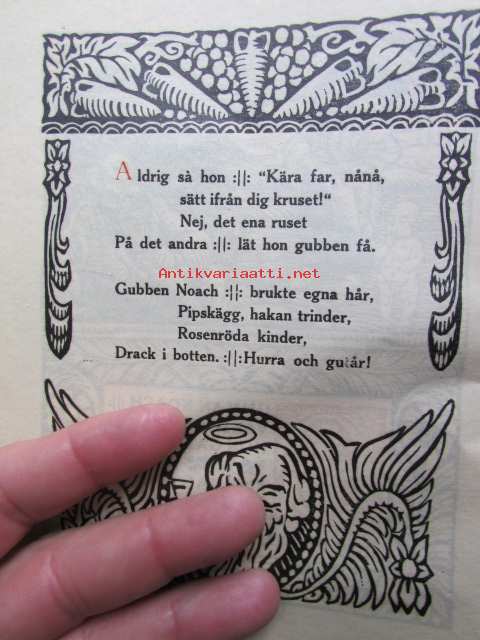 Aldrig sa hon :||: "Kära far, nånå,
sätt ifrån dig kruset!"
Nej, det ena ruset
På det andra :||: lät hon gubben få.
Antikvariaatti.net
Gubben Noach :||: brukte egna hår,
Pipskägg, hakan trinder,
Rosenröda kinder,
Drack i botten. :||: Hurra och gutår!